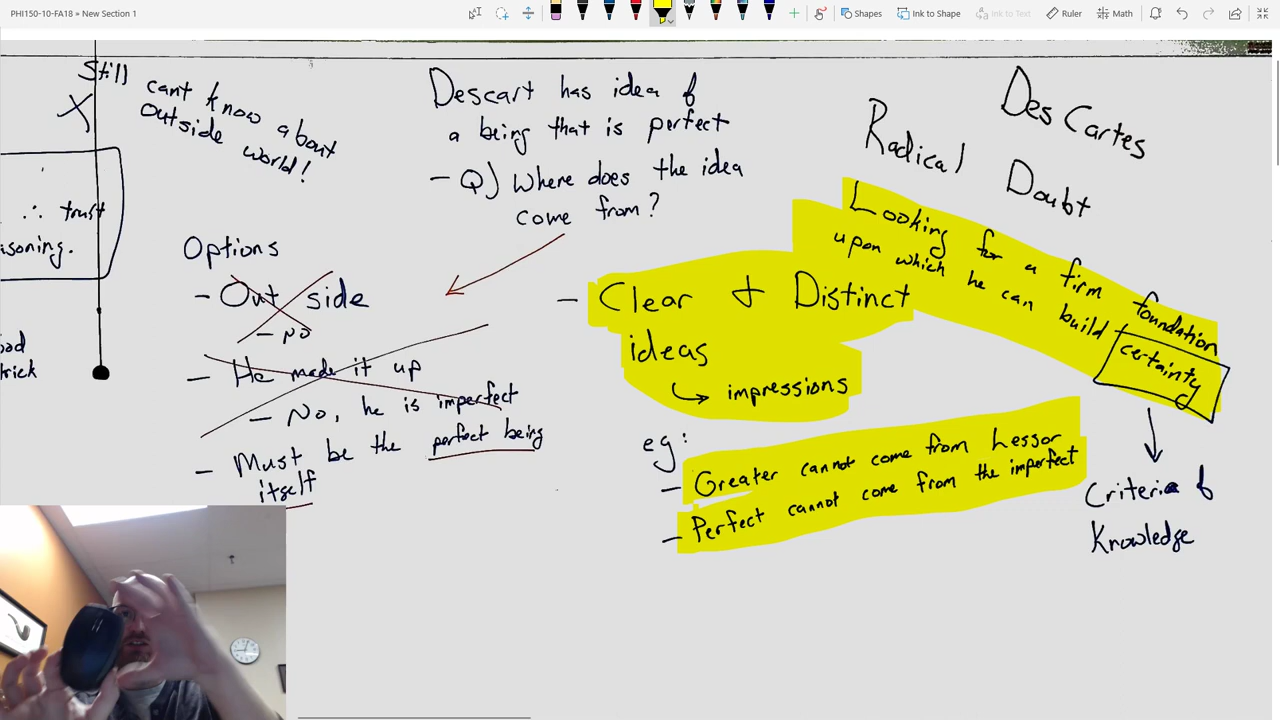 PHI150-10-FA18 » New Section 1
Shapes
Ink to Shape
Ink to Text
Ruler
Math
Still
cant know about
outside world!
X
∴ trust
soning.
rick
Descart has idea of
a being that is perfect
- Q) Where does the idea
come from?
Options
- Out side
- No
- He made it up
- No, he is imperfect
- Must be the perfect being
itself
DesCartes
Radical
Doubt
Looking for a firm foundation
upon which he can build
certainty
Criteria of
Knowledge
- Clear + Distinct
ideas
↳ impressions
eg:
- Greater cannot come from Lessor
- Perfect cannot come from the imperfect